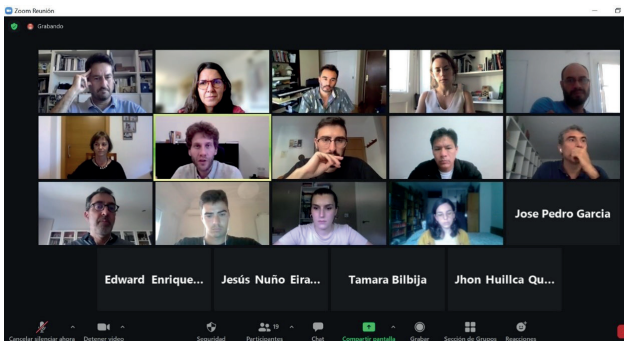 Zoom Reunión
Grabando
Jose Pedro Garcia
Edward Enrique...
Jesús Nuño Eira...
Tamara Bilbija
Jhon Huillca Qu...
19
Cancelar silenciar ahora
Detener video
Seguridad
Participantes
Chat
Compartir pantalla
Grabar
Sección de Grupos
Reacciones